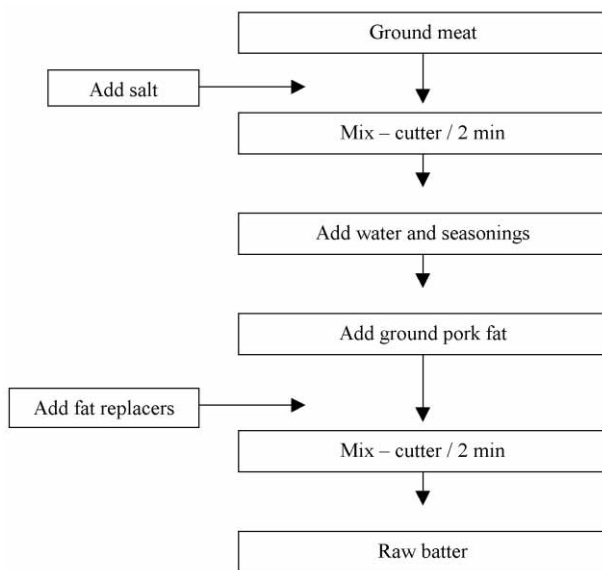 Ground meat
Add salt
Mix – cutter / 2 min
Add water and seasonings
Add ground pork fat
Add fat replacers
Mix – cutter / 2 min
Raw batter